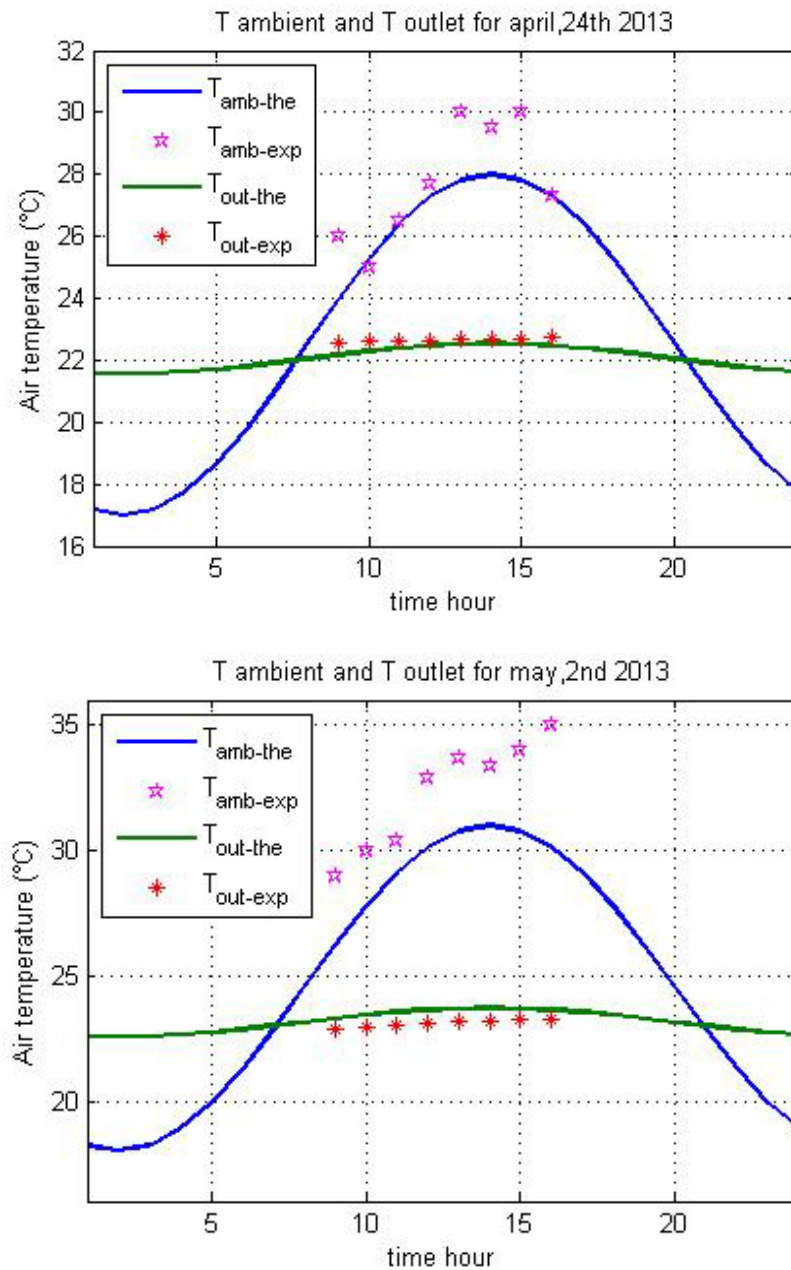 T ambient and T outlet for april,24th 2013
32
30
28
26
24
22
20
18
16
Air temperature (°C)
T amb-the
T amb-exp
T out-the
T out-exp
5 10 15 20
time hour
T ambient and T outlet for may,2nd 2013
35
30
25
20
Air temperature (°C)
T amb-the
T amb-exp
T out-the
T out-exp
5 10 15 20
time hour